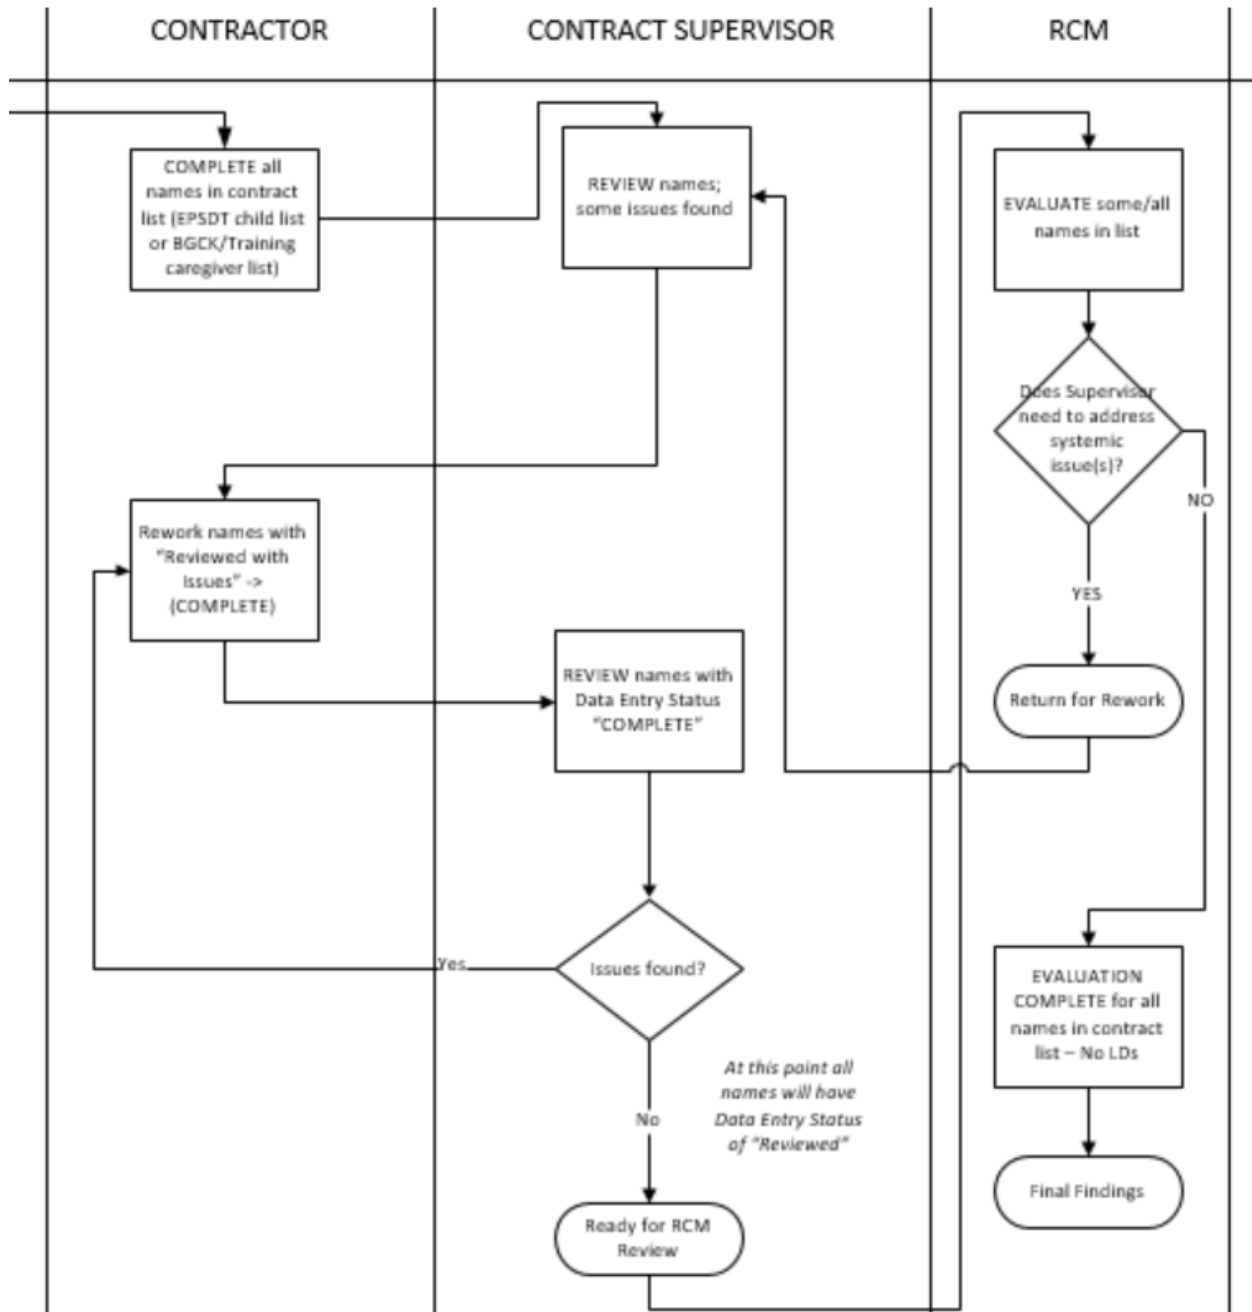 CONTRACTOR
CONTRACT SUPERVISOR
RCM
COMPLETE all
names in contract
list (EPSDT child list
or BGCK/Training
caregiver list)
REVIEW names;
some issues found
EVALUATE some/all
names in list
Does Supervisor
need to address
systemic
issue(s)?
NO
YES
Rework names with
“Reviewed with
Issues” ->
(COMPLETE)
REVIEW names with
Data Entry Status
“COMPLETE”
Return for Rework
Yes
Issues found?
EVALUATION
COMPLETE for all
names in contract
list – No LDs
At this point all
names will have
Data Entry Status
of “Reviewed”
No
Final Findings
Ready for RCM
Review